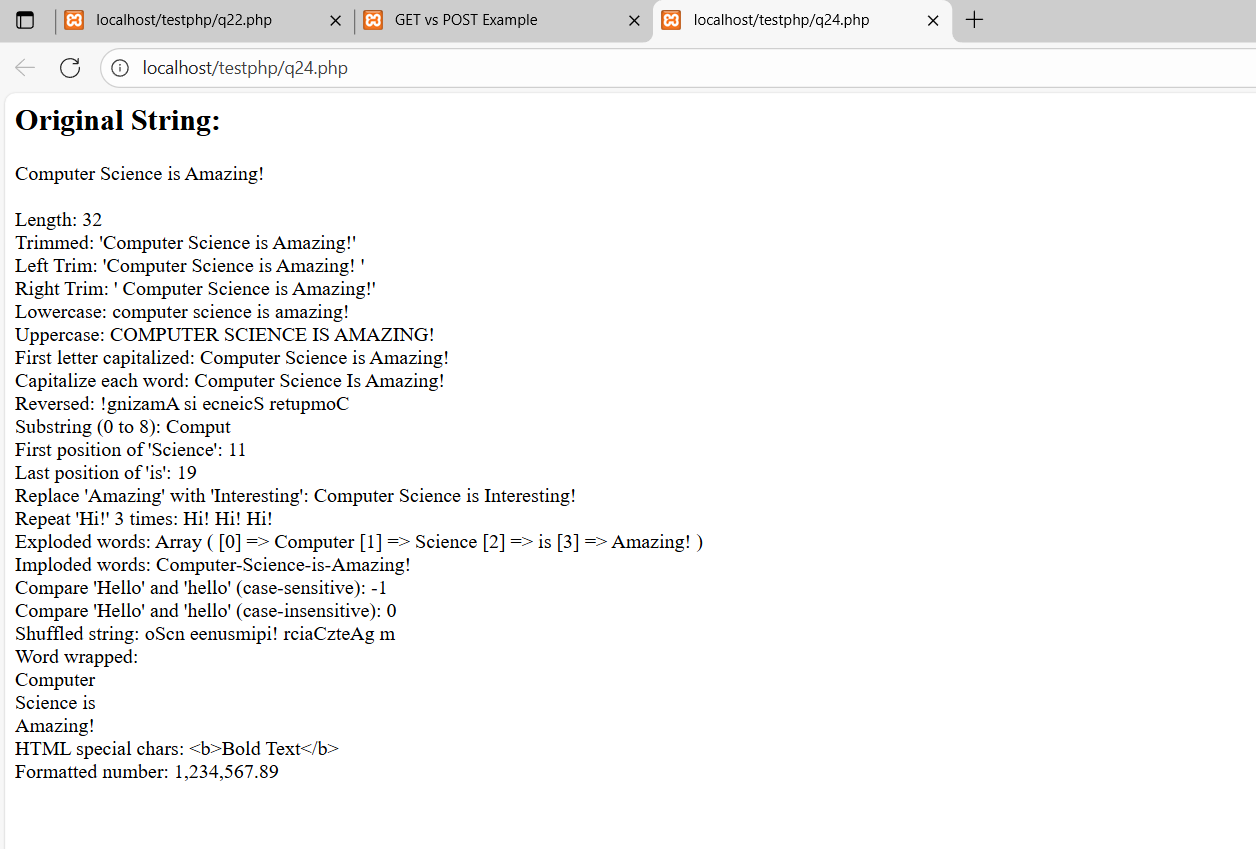 localhost/testphp/q22.php
GET vs POST Example
localhost/testphp/q24.php
localhost/testphp/q24.php
Original String:
Computer Science is Amazing!
Length: 32
Trimmed: 'Computer Science is Amazing!'
Left Trim: 'Computer Science is Amazing! '
Right Trim: ' Computer Science is Amazing!'
Lowercase: computer science is amazing!
Uppercase: COMPUTER SCIENCE IS AMAZING!
First letter capitalized: Computer Science is Amazing!
Capitalize each word: Computer Science Is Amazing!
Reversed: !gnizamA si ecneicS retupmoC
Substring (0 to 8): Comput
First position of 'Science': 11
Last position of 'is': 19
Replace 'Amazing' with 'Interesting': Computer Science is Interesting!
Repeat 'Hi!' 3 times: Hi! Hi! Hi!
Exploded words: Array ( [0] => Computer [1] => Science [2] => is [3] => Amazing! )
Imploded words: Computer-Science-is-Amazing!
Compare 'Hello' and 'hello' (case-sensitive): -1
Compare 'Hello' and 'hello' (case-insensitive): 0
Shuffled string: oScn eenusmipi! rciaCzteAg m
Word wrapped:
Computer
Science is
Amazing!
HTML special chars: <b>Bold Text</b>
Formatted number: 1,234,567.89